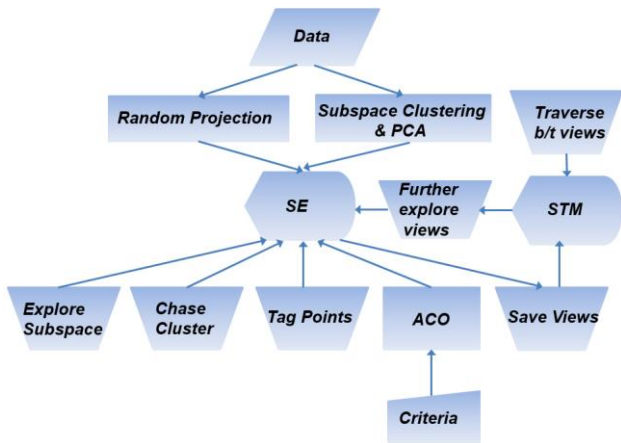 Data
Random Projection
Subspace Clustering
& PCA
Traverse
b/t views
SE
Further
explore
views
STM
Explore
Subspace
Chase
Cluster
Tag Points
ACO
Save Views
Criteria